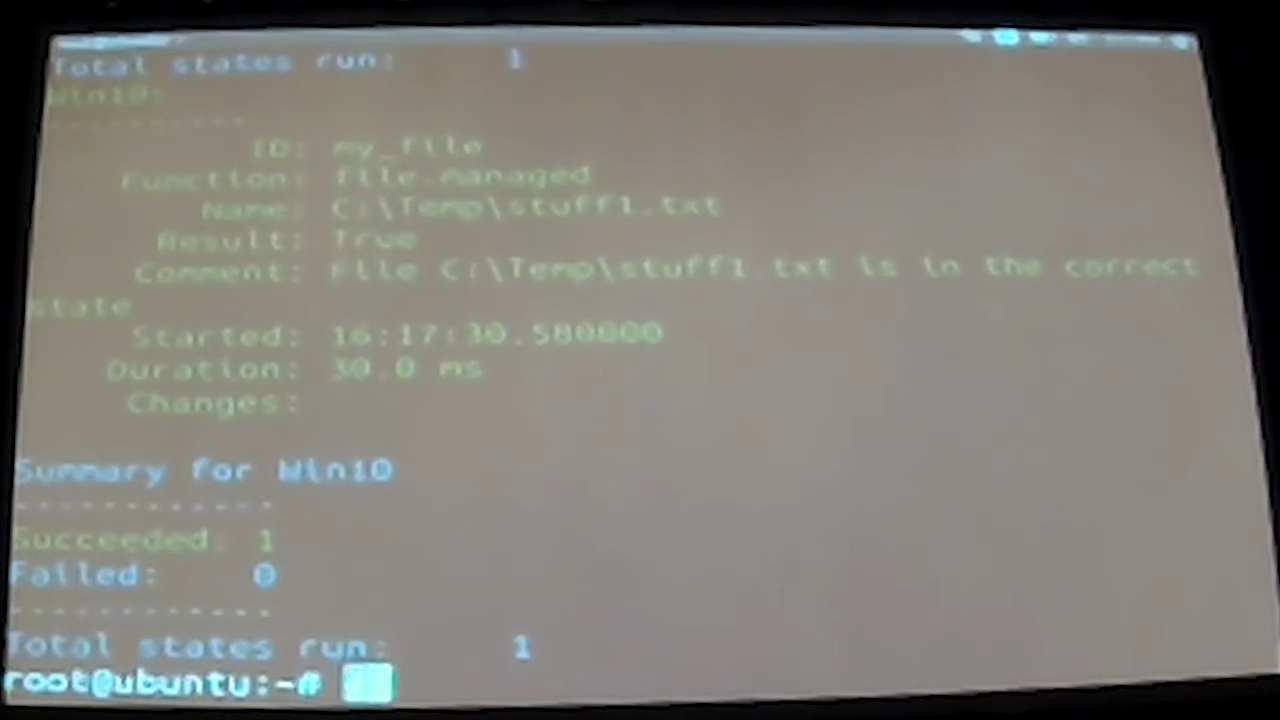 Total states run:     1
Win10:
----------
ID: my_file
Function: file.managed
Name: C:\Temp\stuff1.txt
Result: True
Comment: File C:\Temp\stuff1.txt is in the correct
state
Started: 16:17:30.580000
Duration: 30.0 ms
Changes:
Summary for Win10
------------
Succeeded: 1
Failed:    0
------------
Total states run:     1
root@ubuntu:~#